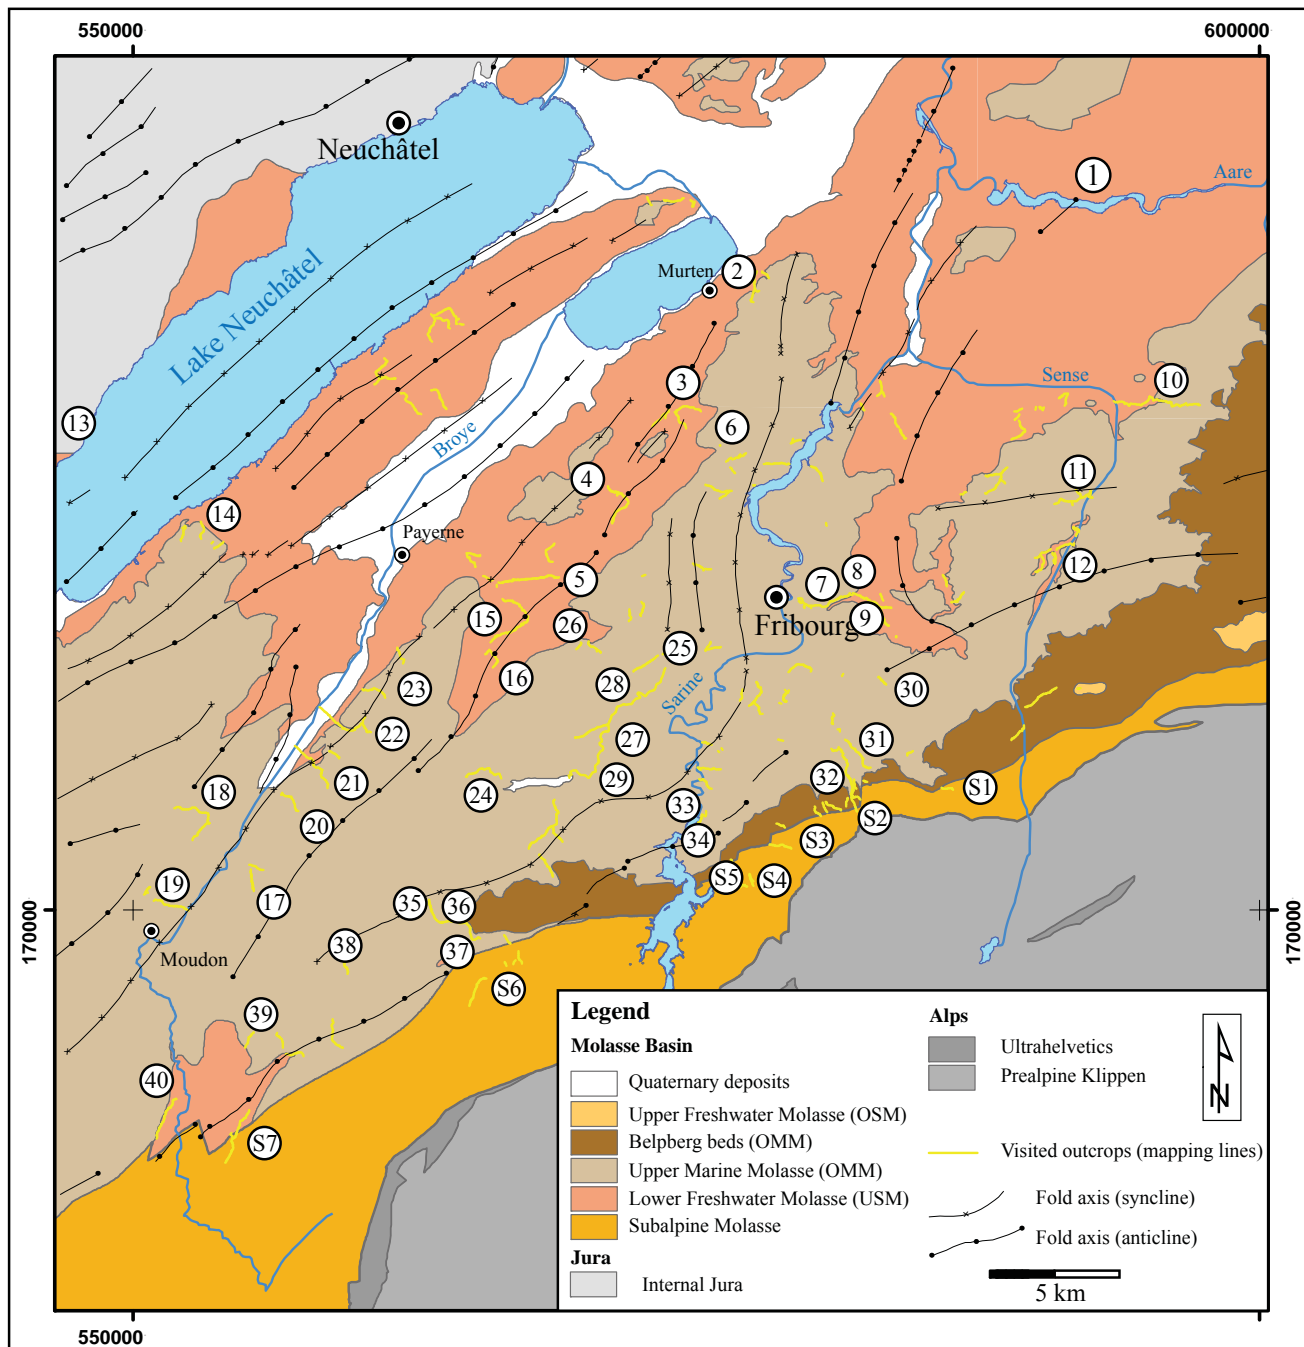 550000
600000
Neuchâtel
1
Aare
Lake Neuchâtel
Murten
2
3
Sense
10
13
6
Broye
4
11
14
Payerne
5
7
8
12
15
26
Fribourg
9
25
16
28
23
Sarine
30
22
27
31
21
29
18
24
32
S1
20
33
S2
34
S3
19
S5
S4
17
35
36
170000
170000
Moudon
38
37
S6
39
40
S7
Legend
Molasse Basin
Quaternary deposits
Upper Freshwater Molasse (OSM)
Belpberg beds (OMM)
Upper Marine Molasse (OMM)
Lower Freshwater Molasse (USM)
Subalpine Molasse
Jura
Internal Jura
Alps
Ultrahelvetics
Prealpine Klippen
N
Visited outcrops (mapping lines)
Fold axis (syncline)
Fold axis (anticline)
5 km
550000